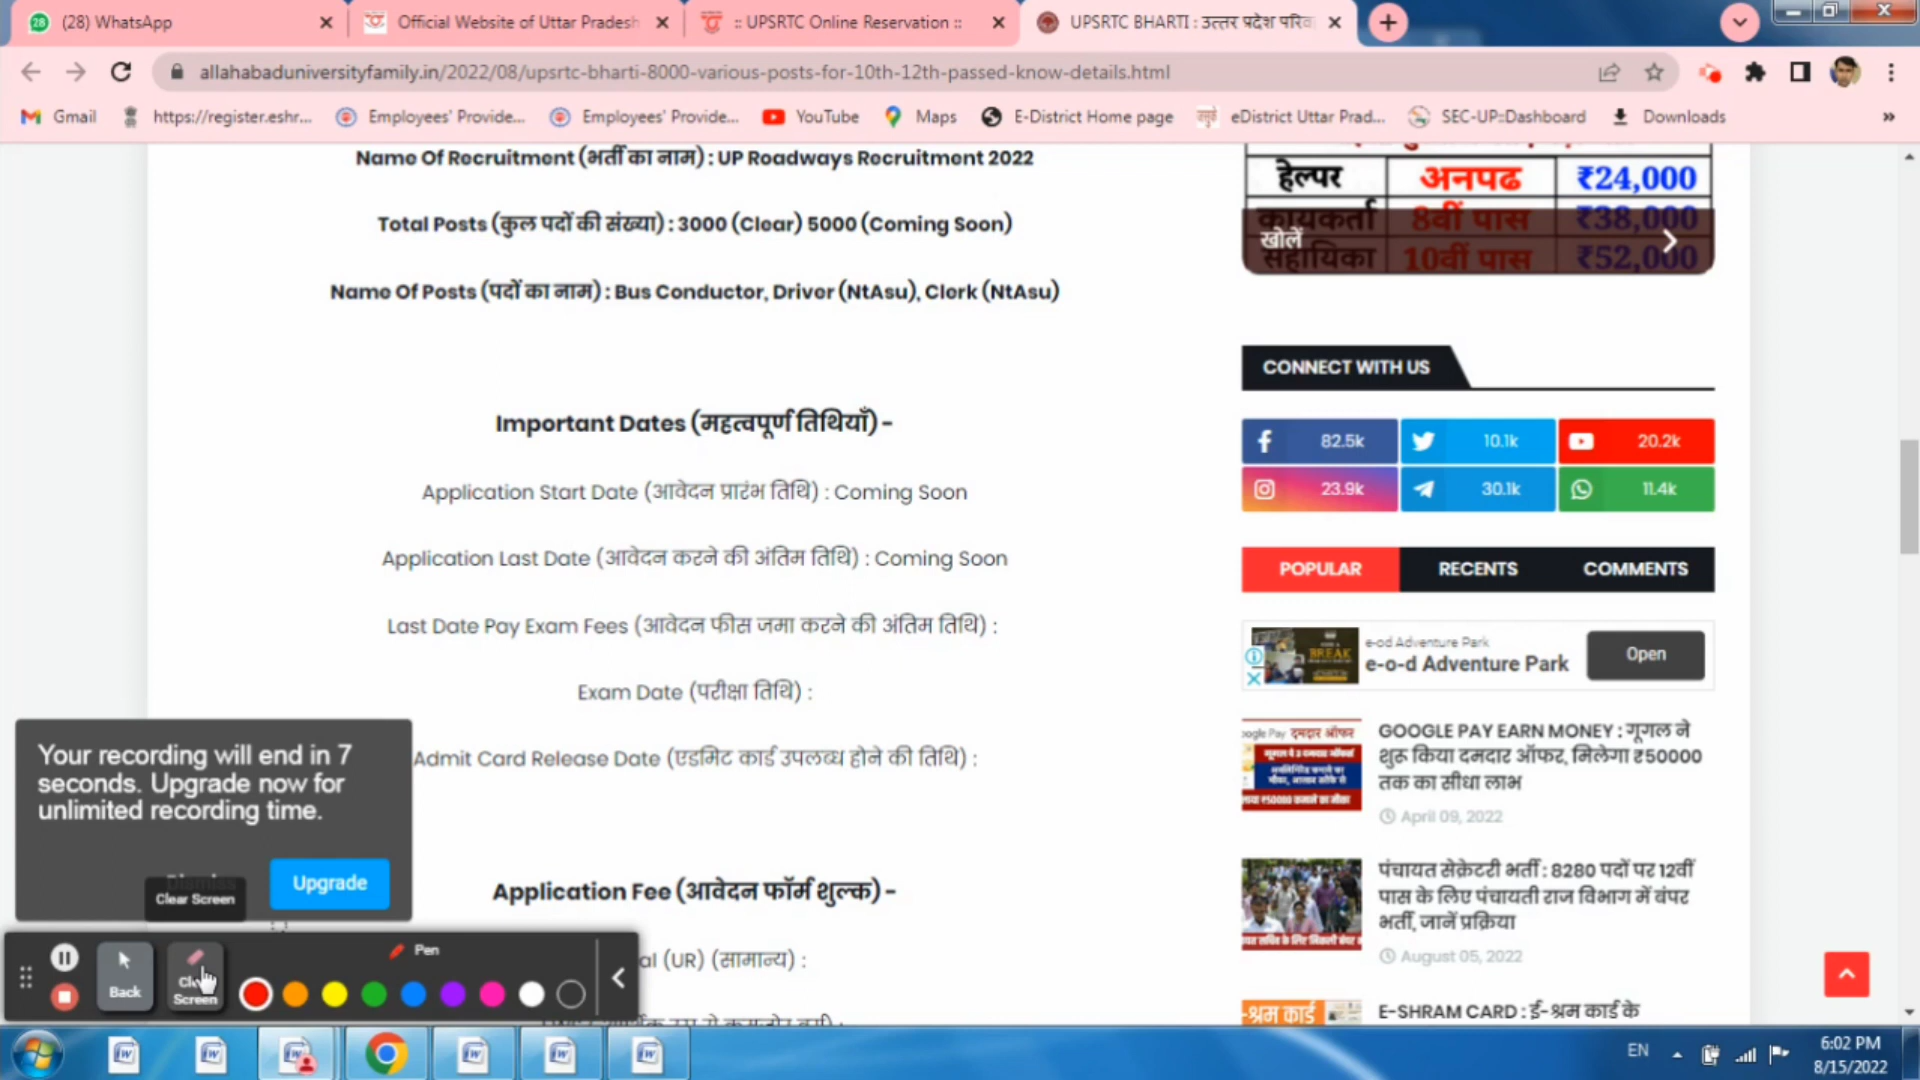 (28) WhatsApp
Official Website of Uttar Pradesh
:: UPSRTC Online Reservation ::
UPSRTC BHARTI : उत्तर प्रदेश परिव
allahabaduniversityfamily.in/2022/08/upsrtc-bharti-8000-various-posts-for-10th-12th-passed-know-details.html
Gmail
https://register.eshr...
Employees' Provide...
Employees' Provide...
YouTube
Maps
E-District Home page
eDistrict Uttar Prad...
SEC-UP::Dashboard
Downloads
»
Name Of Recruitment (भर्ती का नाम) : UP Roadways Recruitment 2022
Total Posts (कुल पदों की संख्या) : 3000 (Clear) 5000 (Coming Soon)
Name Of Posts (पदों का नाम) : Bus Conductor, Driver (NtAsu), Clerk (NtAsu)
Important Dates (महत्वपूर्ण तिथियाँ) -
Application Start Date (आवेदन प्रारंभ तिथि) : Coming Soon
Application Last Date (आवेदन करने की अंतिम तिथि) : Coming Soon
Last Date Pay Exam Fees (आवेदन फीस जमा करने की अंतिम तिथि) :
Exam Date (परीक्षा तिथि) :
Admit Card Release Date (एडमिट कार्ड उपलब्ध होने की तिथि) :
Application Fee (आवेदन फॉर्म शुल्क) -
al (UR) (सामान्य) :
हेल्पर अनपढ ₹24,000
कार्यकर्ता 8वीं पास ₹38,000
खोलें
सहायिका 10वीं पास ₹52,000
CONNECT WITH US
82.5k
10.1k
20.2k
23.9k
30.1k
11.4k
POPULAR
RECENTS
COMMENTS
BREAK
e-od Adventure Park
e-o-d Adventure Park
Open
ogle Pay दमदार ऑफर
GOOGLE PAY EARN MONEY : गूगल ने
शुरू किया दमदार ऑफर, मिलेगा ₹50000
तक का सीधा लाभ
April 09, 2022
पंचायत सेक्रेटरी भर्ती : 8280 पदों पर 12वीं
पास के लिए पंचायती राज विभाग में बंपर
भर्ती, जानें प्रक्रिया
August 05, 2022
-श्रम कार्ड
E-SHRAM CARD : ई-श्रम कार्ड के
Your recording will end in 7
seconds. Upgrade now for
unlimited recording time.
Dismiss
Upgrade
Clear Screen
Back
Clear
Screen
Pen
EN
6:02 PM
8/15/2022